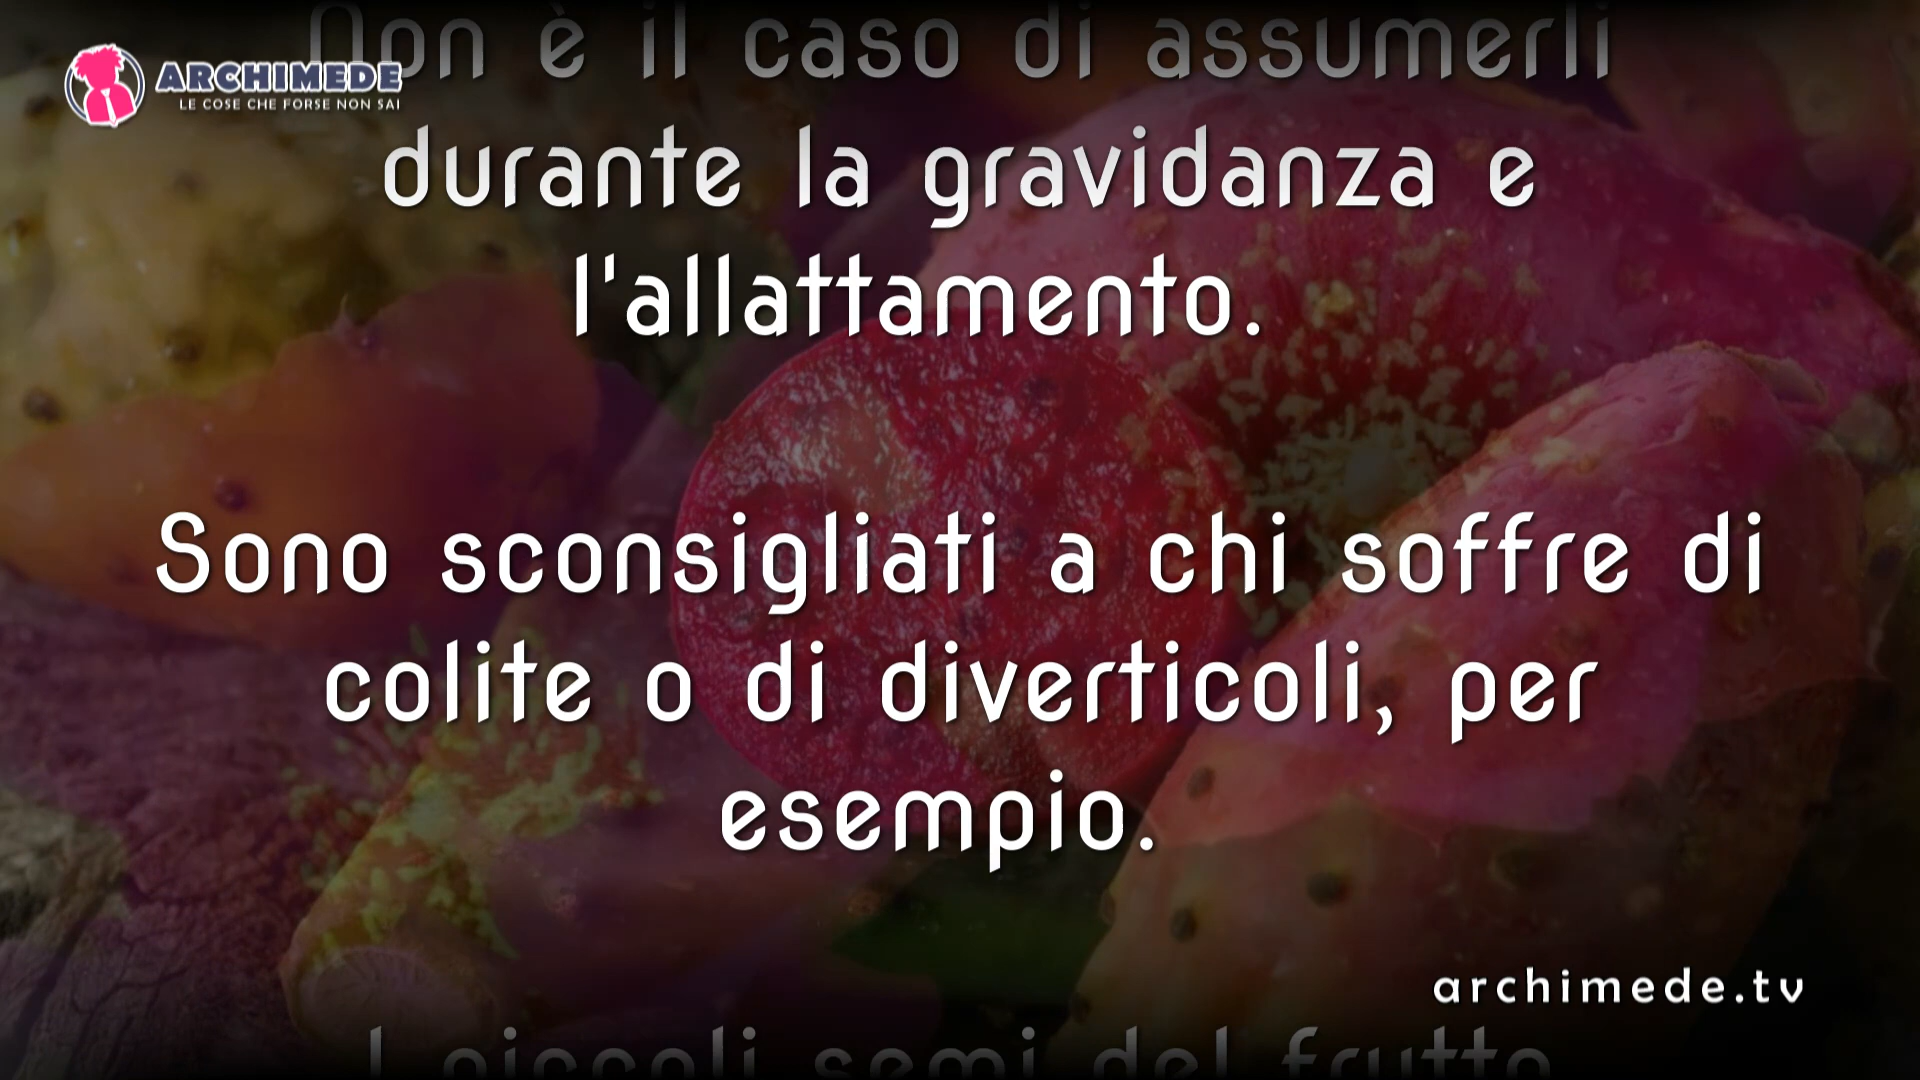 Non è il caso di assumerli
ARCHIMEDE
LE COSE CHE FORSE NON SAI
durante la gravidanza e
l'allattamento.
Sono sconsigliati a chi soffre di
colite o di diverticoli, per
esempio.
archimede.tv
I piccoli semi del frutto